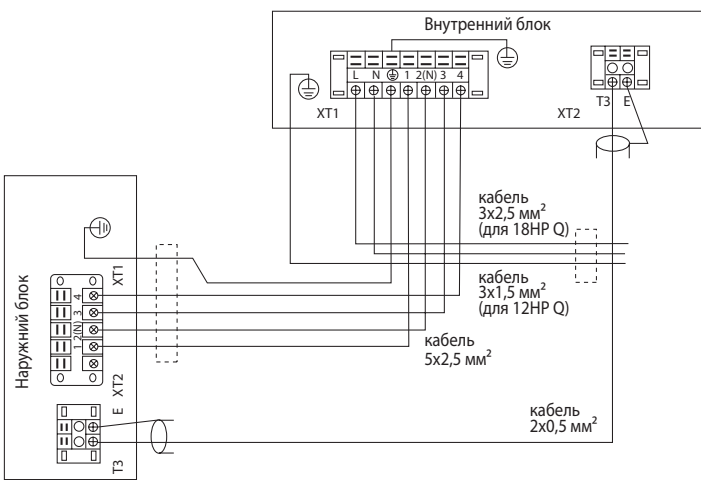 Внутренний блок
L N 1 2(N) 3 4
XT1
T3 E
XT2
кабель
3x2,5 мм²
(для 18HP Q)
кабель
3x1,5 мм²
(для 12HP Q)
кабель
5x2,5 мм²
кабель
2x0,5 мм²
Наружний блок
XT1
1 2(N) 3 4
XT2
E
T3